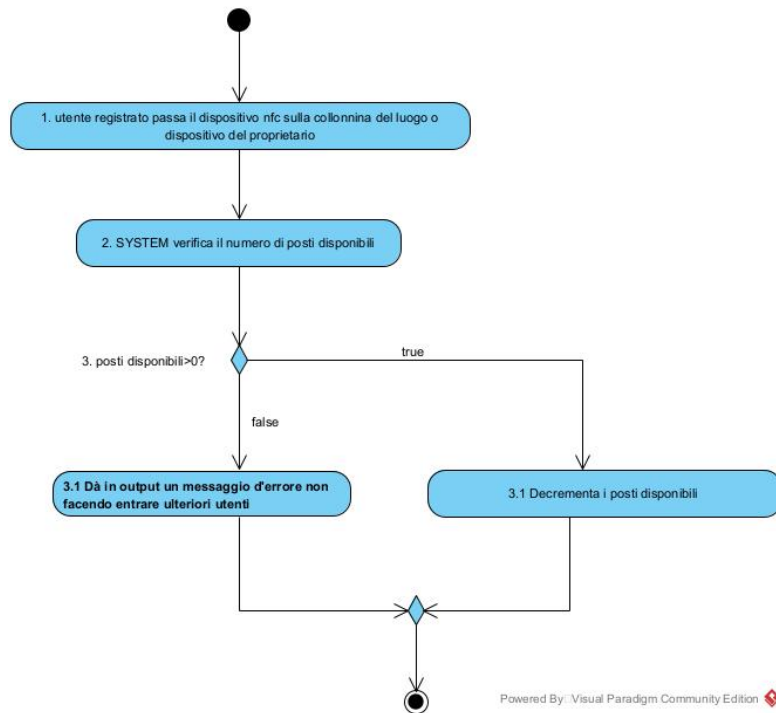 1. utente registrato passa il dispositivo nfc sulla collonnina del luogo o
dispositivo del proprietario
2. SYSTEM verifica il numero di posti disponibili
3. posti disponibili>0?
true
false
3.1 Dà in output un messaggio d'errore non
facendo entrare ulteriori utenti
3.1 Decrementa i posti disponibili
Powered By Visual Paradigm Community Edition